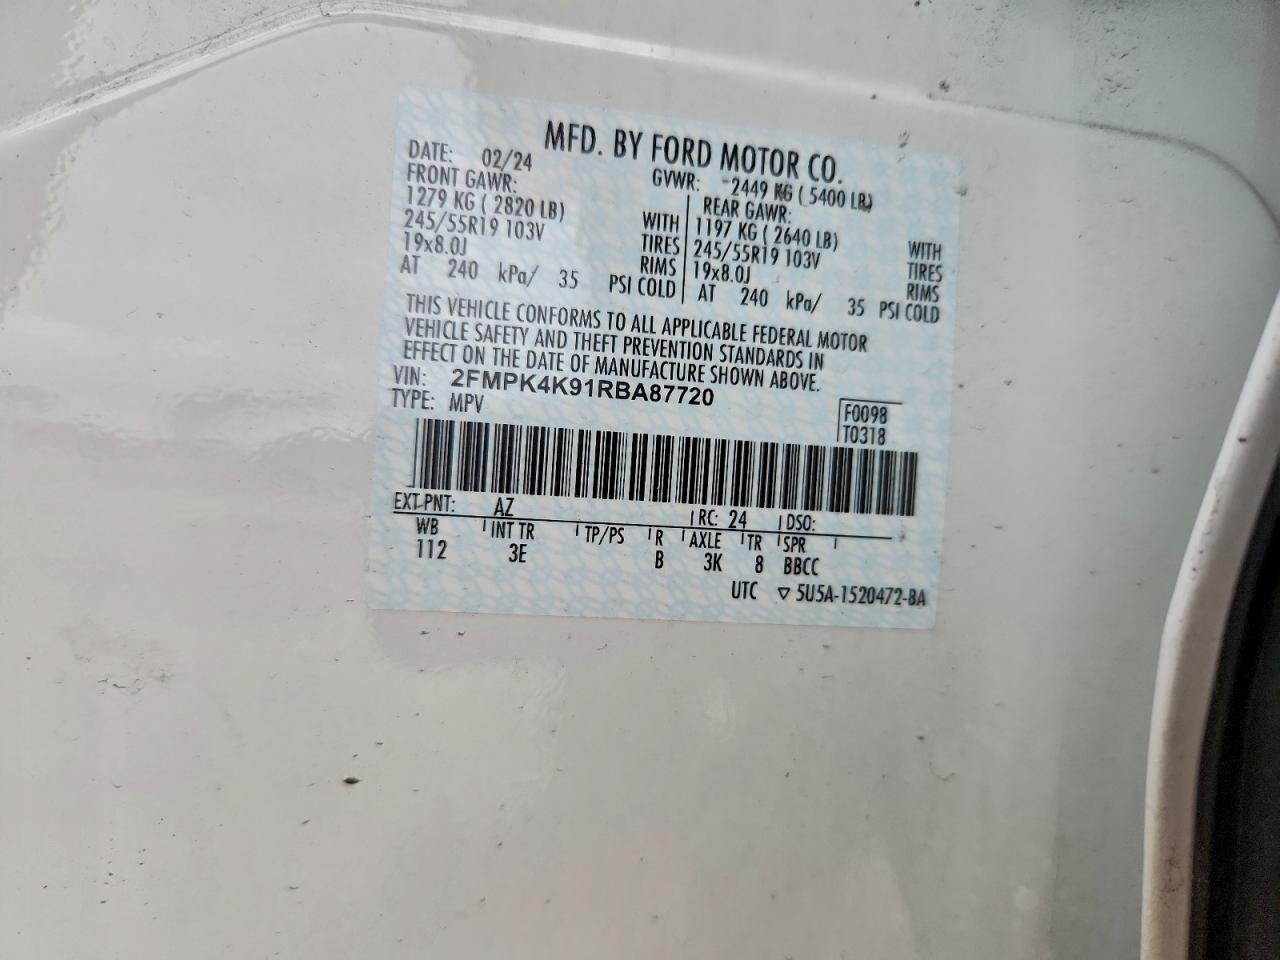 MFD. BY FORD MOTOR CO.
DATE: 02/24 GVWR: 2449 KG ( 5400 LB)
FRONT GAWR: REAR GAWR:
1279 KG ( 2820 LB) WITH 1197 KG ( 2640 LB) WITH
245/55R19 103V TIRES 245/55R19 103V TIRES
19x8.0J RIMS 19x8.0J RIMS
AT 240 kPa/ 35 PSI COLD AT 240 kPa/ 35 PSI COLD
THIS VEHICLE CONFORMS TO ALL APPLICABLE FEDERAL MOTOR
VEHICLE SAFETY AND THEFT PREVENTION STANDARDS IN
EFFECT ON THE DATE OF MANUFACTURE SHOWN ABOVE.
VIN: 2FMPK4K91RBA87720
TYPE: MPV F0098
T0318
EXT PNT: AZ RC: 24 DSO:
WB INT TR TP/PS R AXLE TR SPR
112 3E B 3K 8 BBCC
UTC ▽ 5U5A-1520472-BA